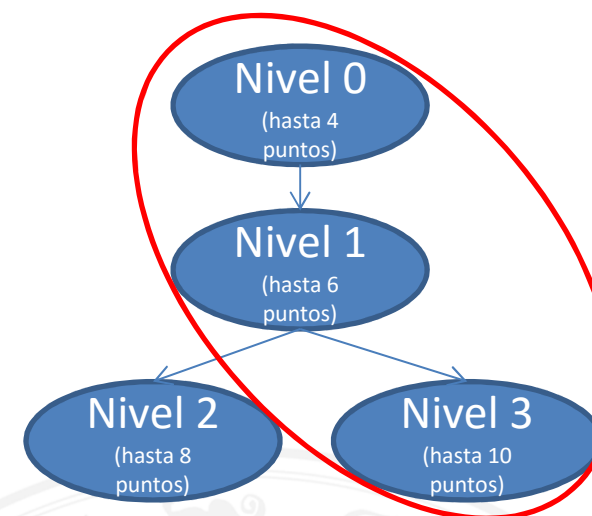 Nivel 0
(hasta 4
puntos)
Nivel 1
(hasta 6
puntos)
Nivel 2
(hasta 8
puntos)
Nivel 3
(hasta 10
puntos)